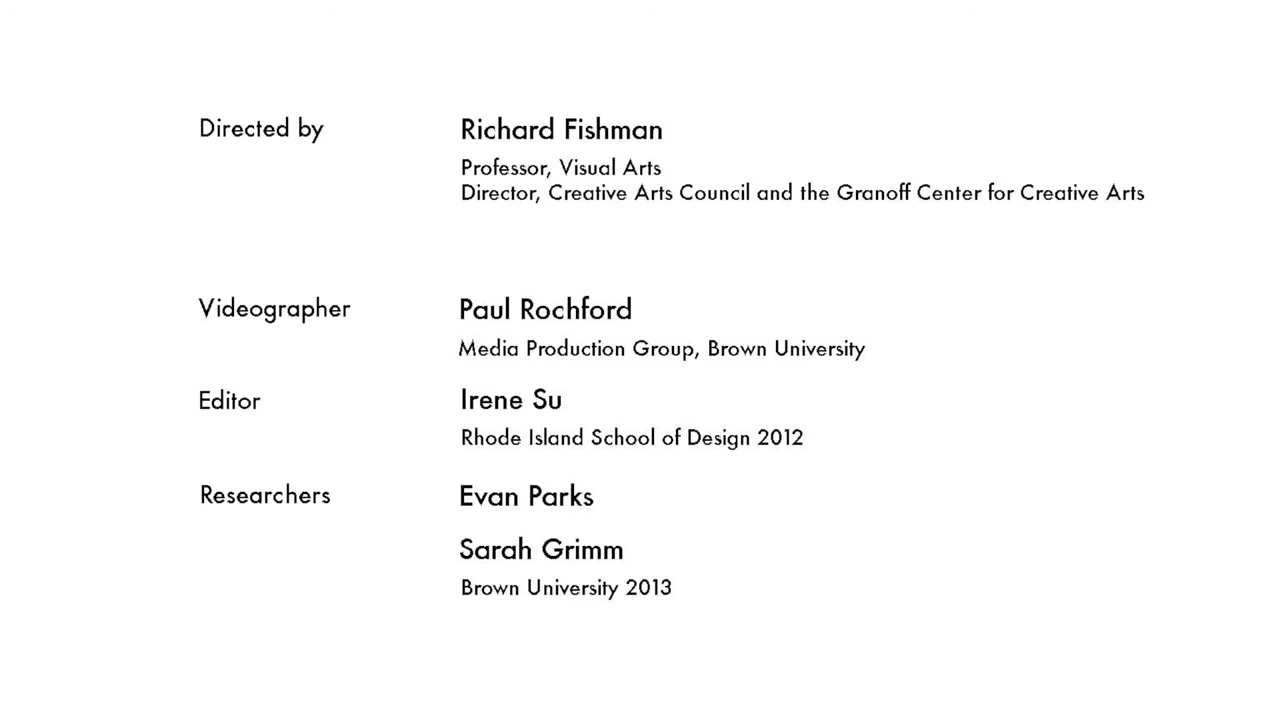 Directed by Richard Fishman
Professor, Visual Arts
Director, Creative Arts Council and the Granoff Center for Creative Arts
Videographer Paul Rochford
Media Production Group, Brown University
Editor Irene Su
Rhode Island School of Design 2012
Researchers Evan Parks
Sarah Grimm
Brown University 2013